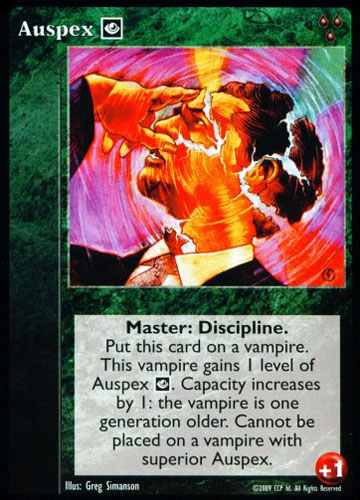 Auspex
Master: Discipline.
Put this card on a vampire.
This vampire gains 1 level of
Auspex . Capacity increases
by 1: the vampire is one
generation older. Cannot be
placed on a vampire with
superior Auspex.
+1
Illus: Greg Simanson
©2009 CCP hf. All Rights Reserved